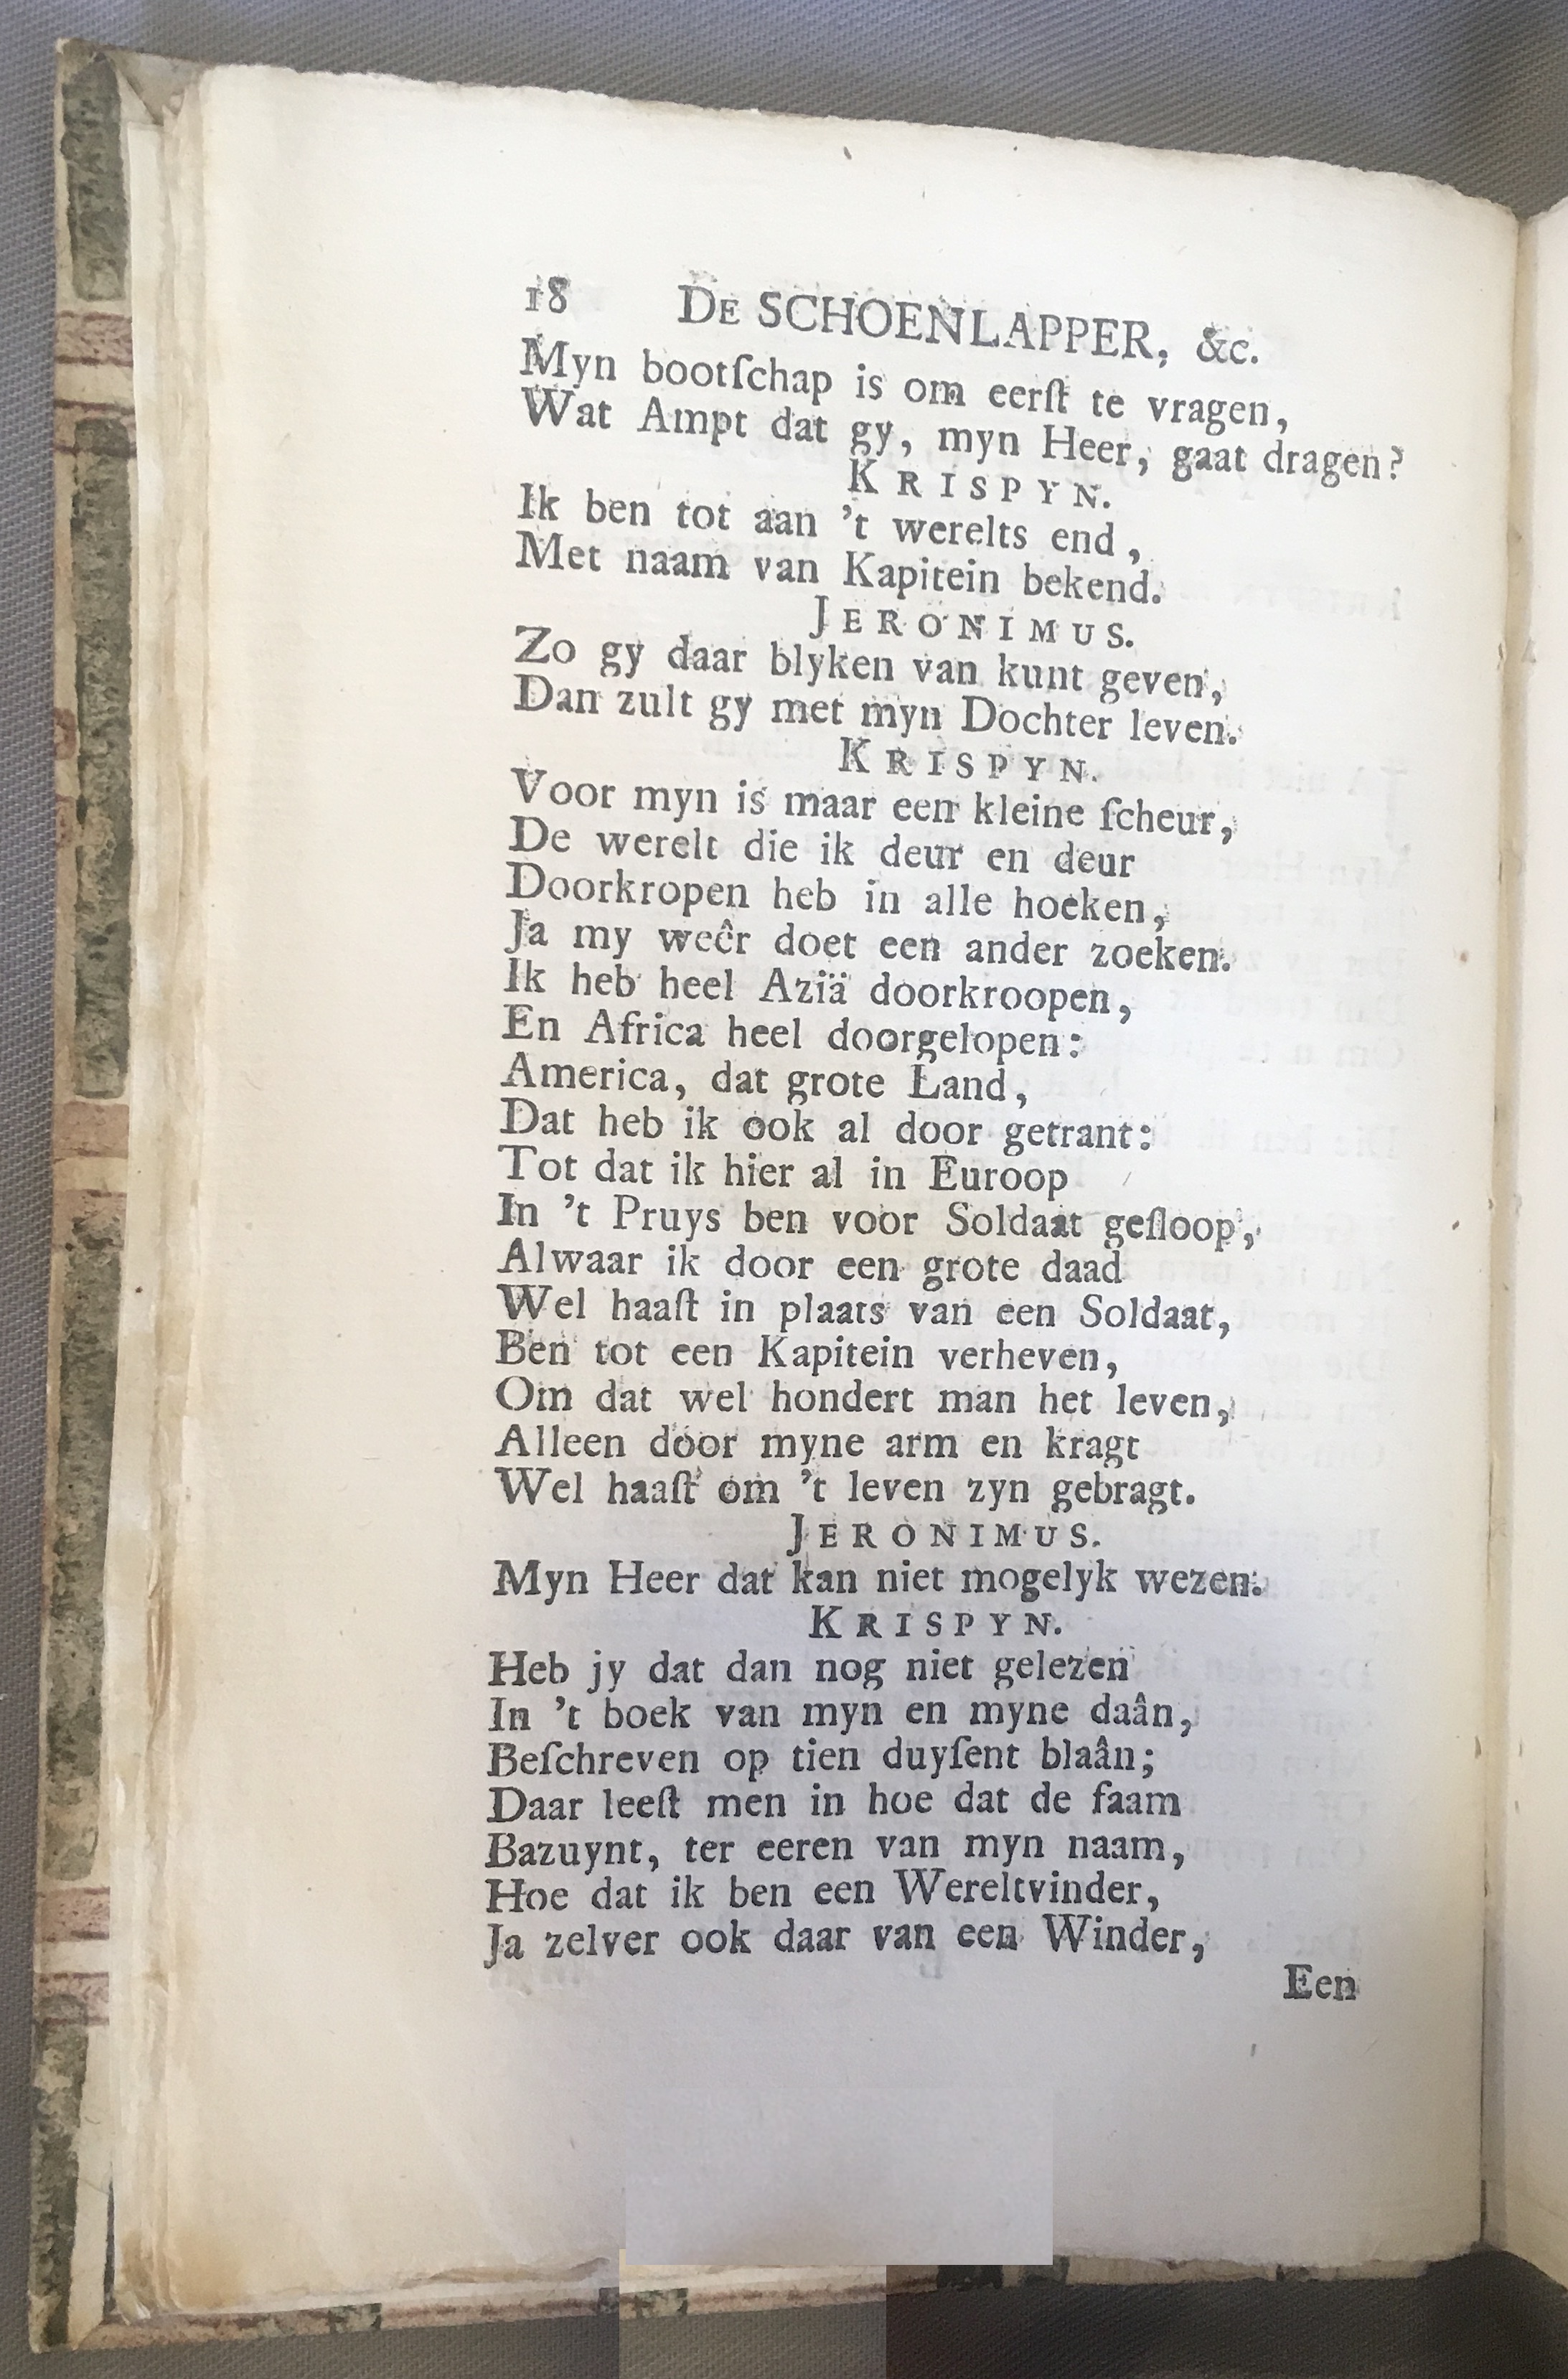 18 DE SCHOENLAPPER, &c.
Myn bootſchap is om eerſt te vragen,
Wat Ampt dat gy, myn Heer, gaat dragen?
KRISPYN.
Ik ben tot aan 't werelts end,
Met naam van Kapitein bekend.
JERONIMUS.
Zo gy daar blyken van kunt geven,
Dan zult gy met myn Dochter leven.
KRISPYN.
Voor myn is maar een kleine ſcheur,
De werelt die ik deur en deur
Doorkropen heb in alle hoeken,
Ja my weêr doet een ander zoeken.
Ik heb heel Aziä doorkroopen,
En Africa heel doorgelopen:
America, dat grote Land,
Dat heb ik ook al door getrant:
Tot dat ik hier al in Euroop
In 't Pruys ben voor Soldaat geſloop,
Alwaar ik door een grote daad
Wel haaſt in plaats van een Soldaat,
Ben tot een Kapitein verheven,
Om dat wel hondert man het leven,
Alleen door myne arm en kragt
Wel haaſt om 't leven zyn gebragt.
JERONIMUS.
Myn Heer dat kan niet mogelyk wezen.
KRISPYN.
Heb jy dat dan nog niet gelezen
In 't boek van myn en myne daân,
Beſchreven op tien duyſent blaân;
Daar leeſt men in hoe dat de faam
Bazuynt, ter eeren van myn naam,
Hoe dat ik ben een Wereltvinder,
Ja zelver ook daar van een Winder,
Een